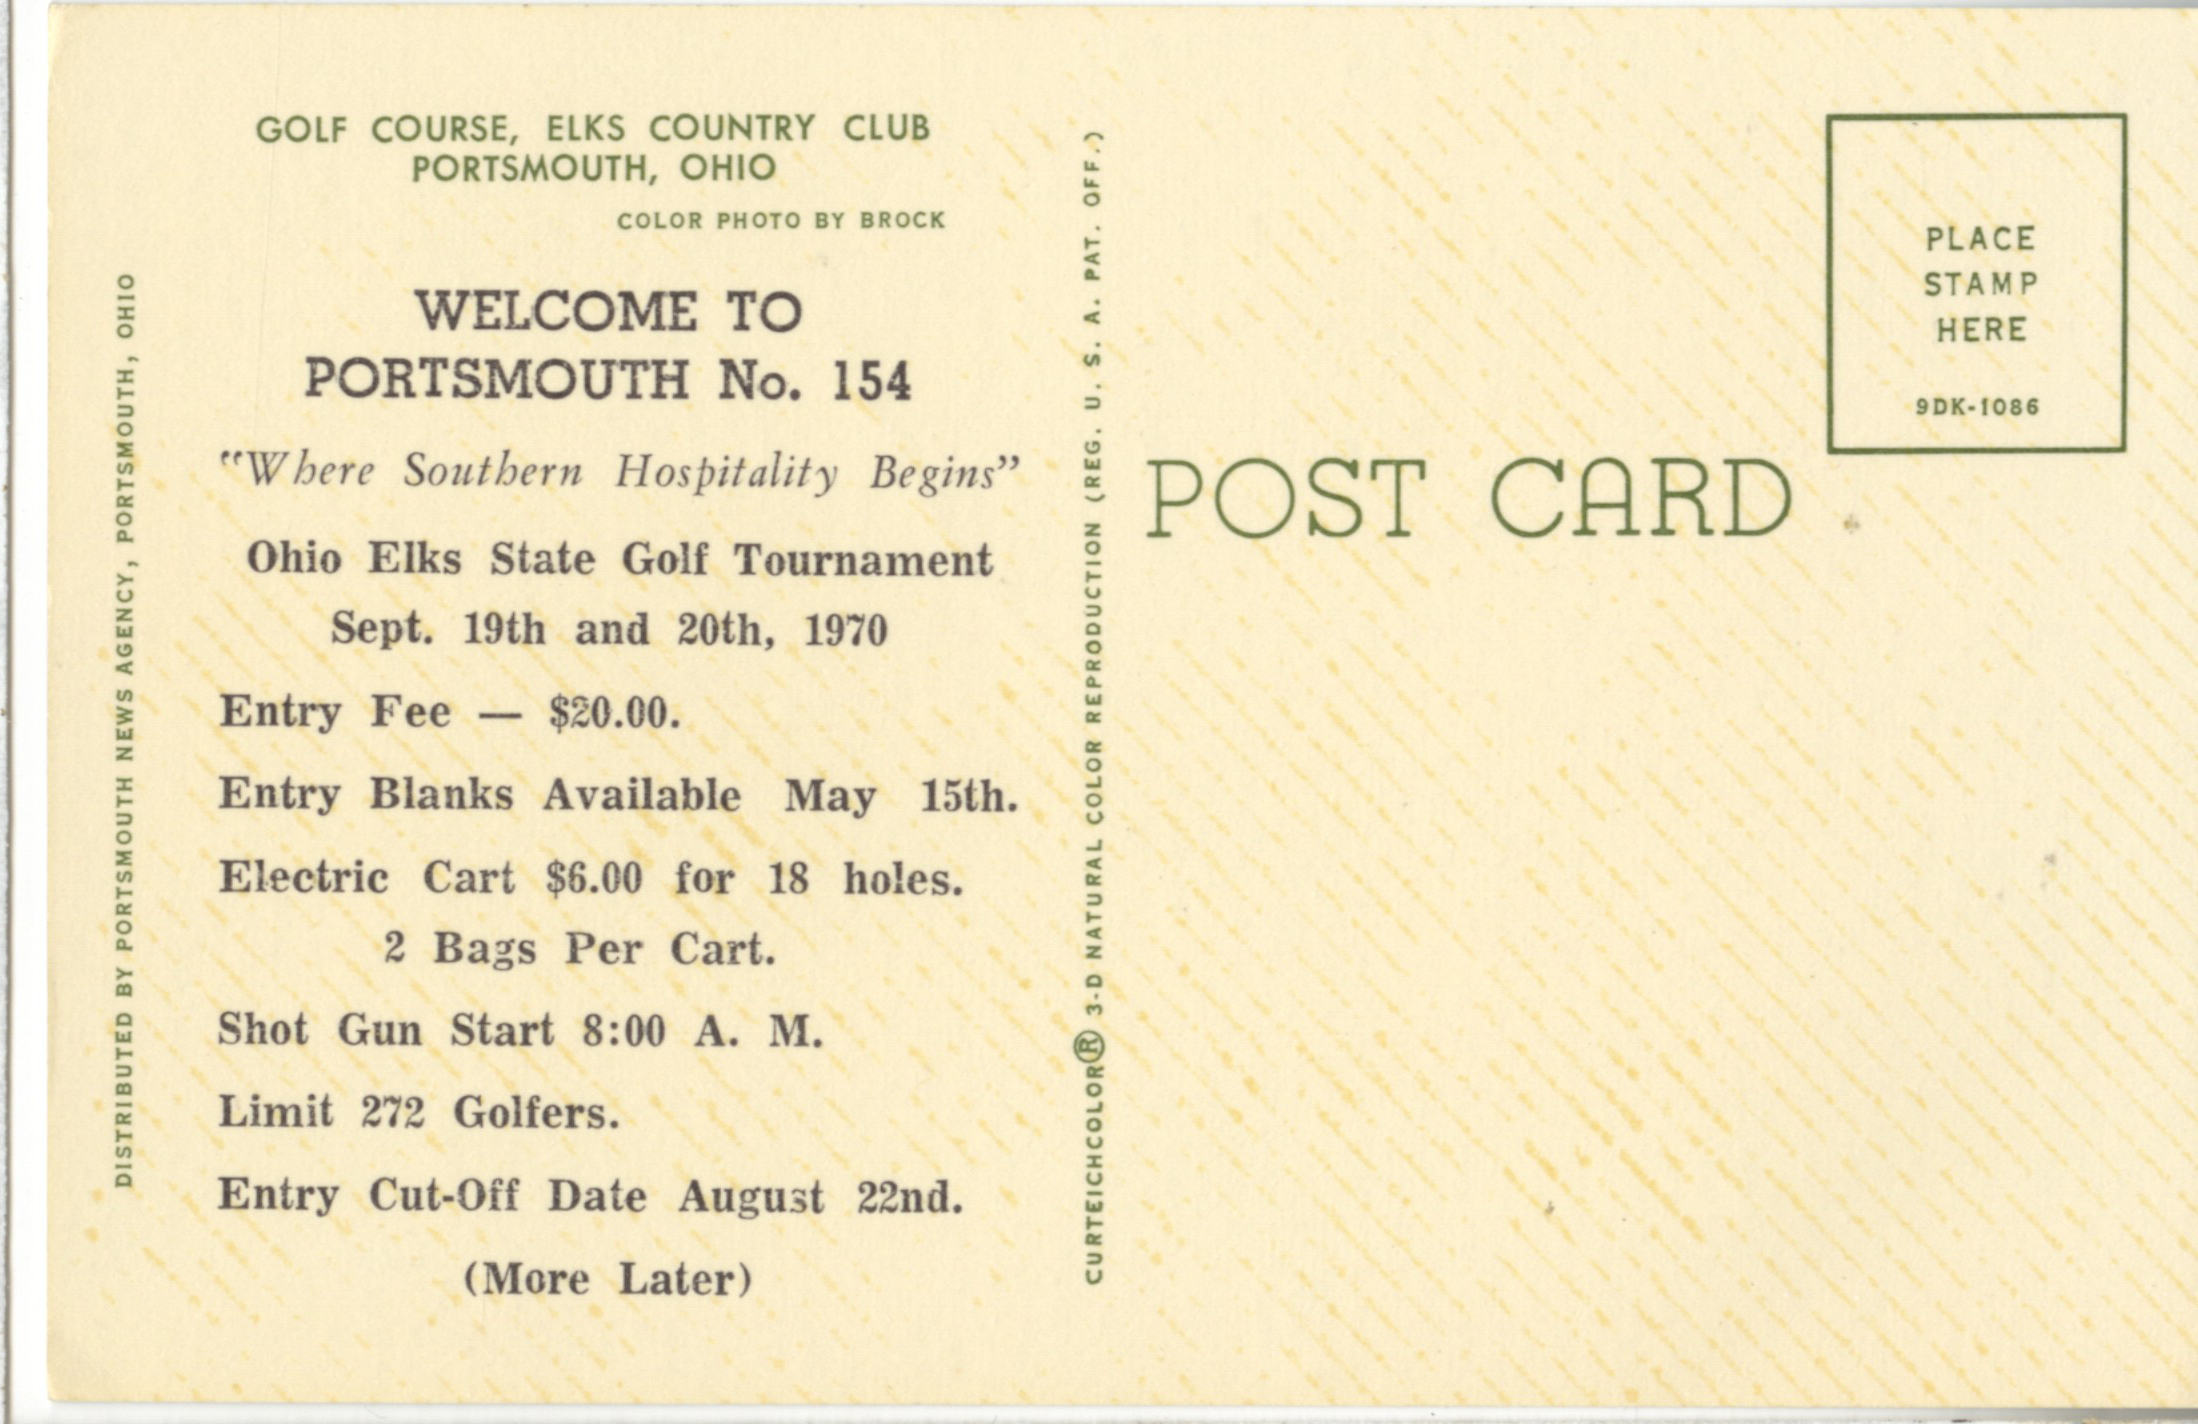 GOLF COURSE, ELKS COUNTRY CLUB
PORTSMOUTH, OHIO
COLOR PHOTO BY BROCK
WELCOME TO
PORTSMOUTH No. 154
"Where Southern Hospitality Begins"
Ohio Elks State Golf Tournament
Sept. 19th and 20th, 1970
Entry Fee — $20.00.
Entry Blanks Available May 15th.
Electric Cart $6.00 for 18 holes.
2 Bags Per Cart.
Shot Gun Start 8:00 A. M.
Limit 272 Golfers.
Entry Cut-Off Date August 22nd.
(More Later)
DISTRIBUTED BY PORTSMOUTH NEWS AGENCY, PORTSMOUTH, OHIO
CURTEICHCOLOR® 3-D NATURAL COLOR REPRODUCTION (REG. U. S. A. PAT. OFF.)
POST CARD
PLACE
STAMP
HERE
9DK-1086